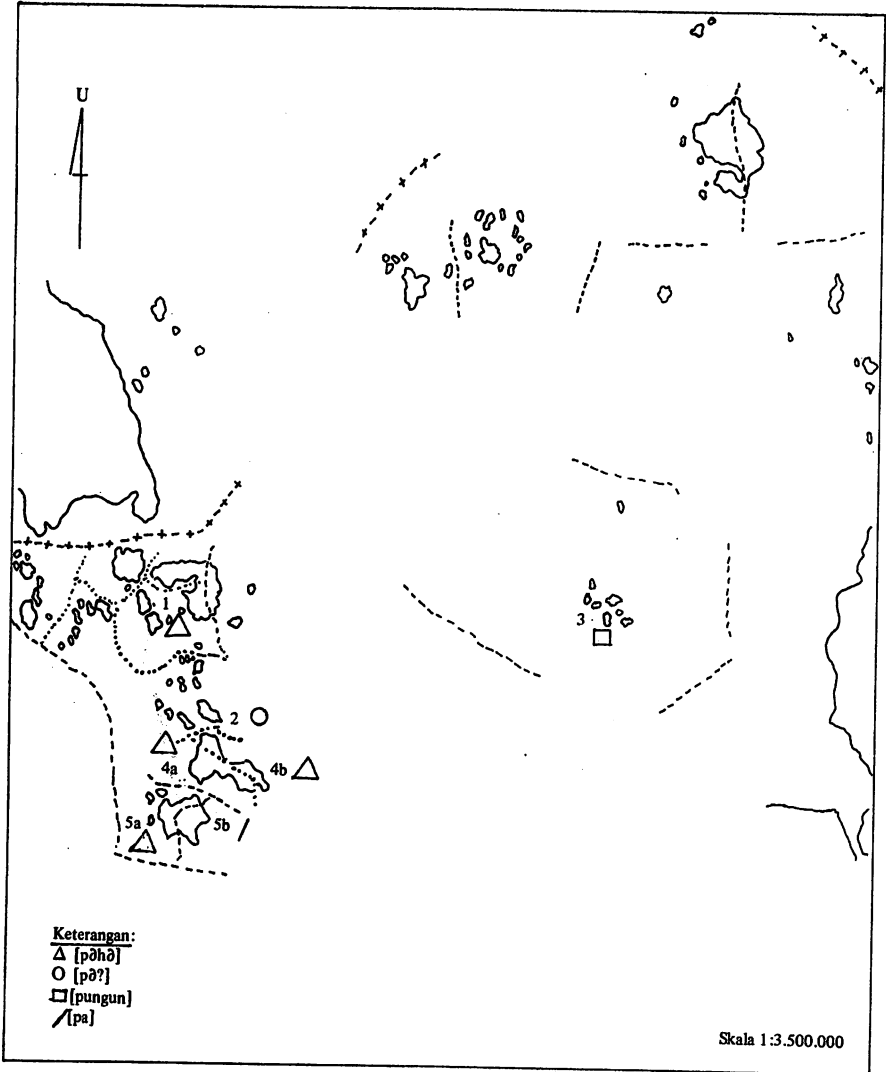 U
1
3
2
4a
4b
5a
5b
Keterangan:
△ [pəhə]
○ [pə?]
□ [pungun]
/ [pa]
Skala 1:3.500.000